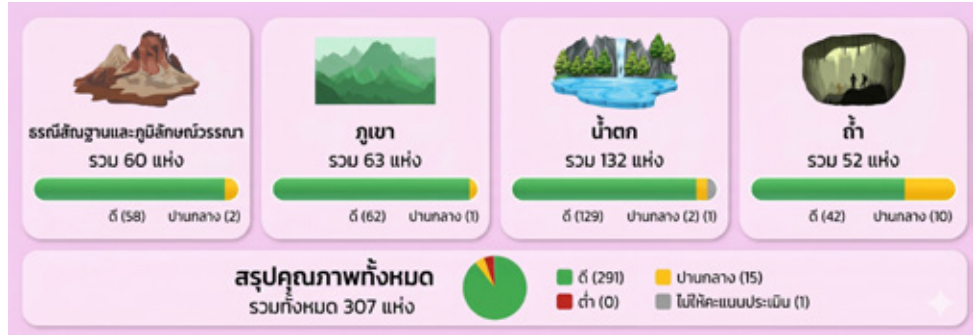 ธรณีสัณฐานและภูมิลักษณ์วรรณา
รวม 60 แห่ง
ดี (58) ปานกลาง (2)
ภูเขา
รวม 63 แห่ง
ดี (62) ปานกลาง (1)
น้ำตก
รวม 132 แห่ง
ดี (129) ปานกลาง (2) (1)
ถ้ำ
รวม 52 แห่ง
ดี (42) ปานกลาง (10)
สรุปคุณภาพทั้งหมด
รวมทั้งหมด 307 แห่ง
ดี (291) ปานกลาง (15)
ต่ำ (0) ไม่ให้คะแนนประเมิน (1)